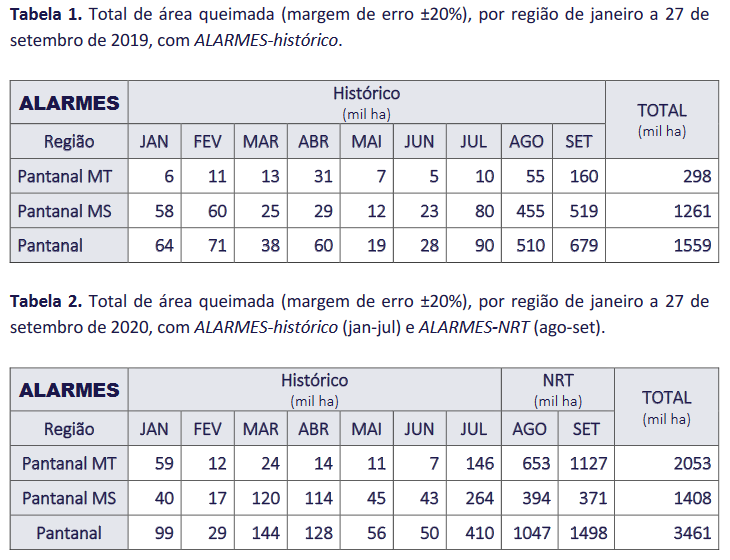 Tabela 1. Total de área queimada (margem de erro ±20%), por região de janeiro a 27 de
setembro de 2019, com ALARMES-histórico.
ALARMES Histórico TOTAL
(mil ha) (mil ha)
Região JAN FEV MAR ABR MAI JUN JUL AGO SET
Pantanal MT 6 11 13 31 7 5 10 55 160 298
Pantanal MS 58 60 25 29 12 23 80 455 519 1261
Pantanal 64 71 38 60 19 28 90 510 679 1559
Tabela 2. Total de área queimada (margem de erro ±20%), por região de janeiro a 27 de
setembro de 2020, com ALARMES-histórico (jan-jul) e ALARMES-NRT (ago-set).
ALARMES Histórico NRT TOTAL
(mil ha) (mil ha) (mil ha)
Região JAN FEV MAR ABR MAI JUN JUL AGO SET
Pantanal MT 59 12 24 14 11 7 146 653 1127 2053
Pantanal MS 40 17 120 114 45 43 264 394 371 1408
Pantanal 99 29 144 128 56 50 410 1047 1498 3461